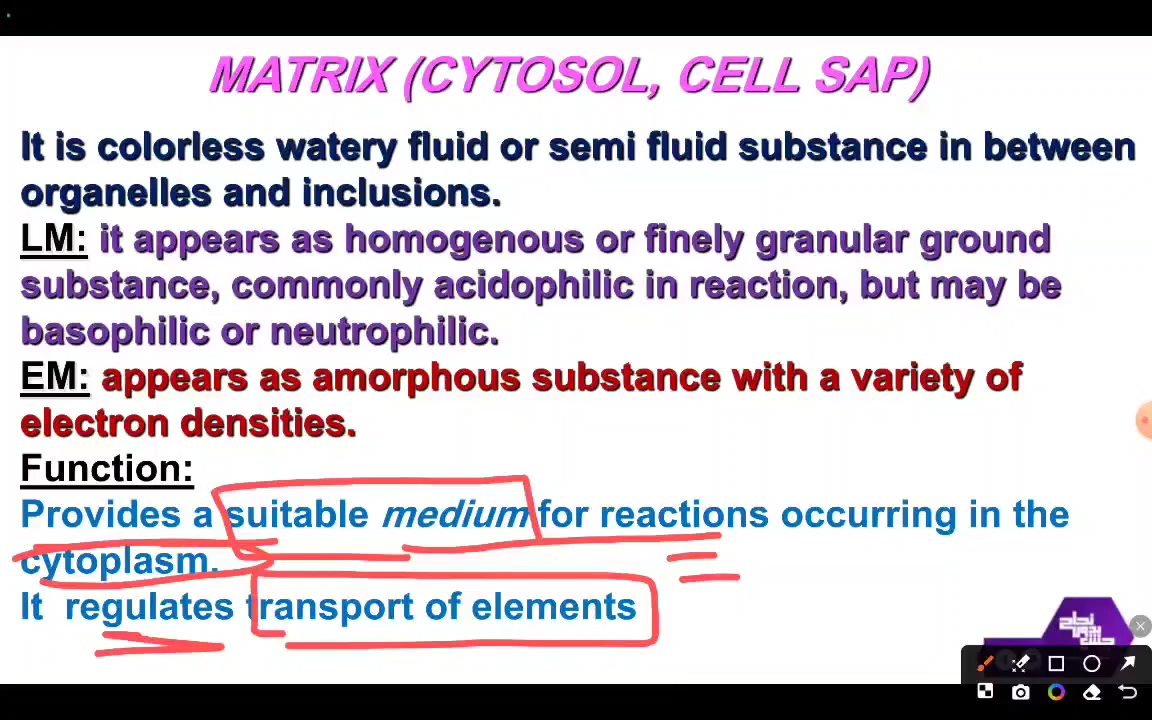 MATRIX (CYTOSOL, CELL SAP)
It is colorless watery fluid or semi fluid substance in between
organelles and inclusions.
LM: it appears as homogenous or finely granular ground
substance, commonly acidophilic in reaction, but may be
basophilic or neutrophilic.
EM: appears as amorphous substance with a variety of
electron densities.
Function:
Provides a suitable medium for reactions occurring in the
cytoplasm.
It regulates transport of elements